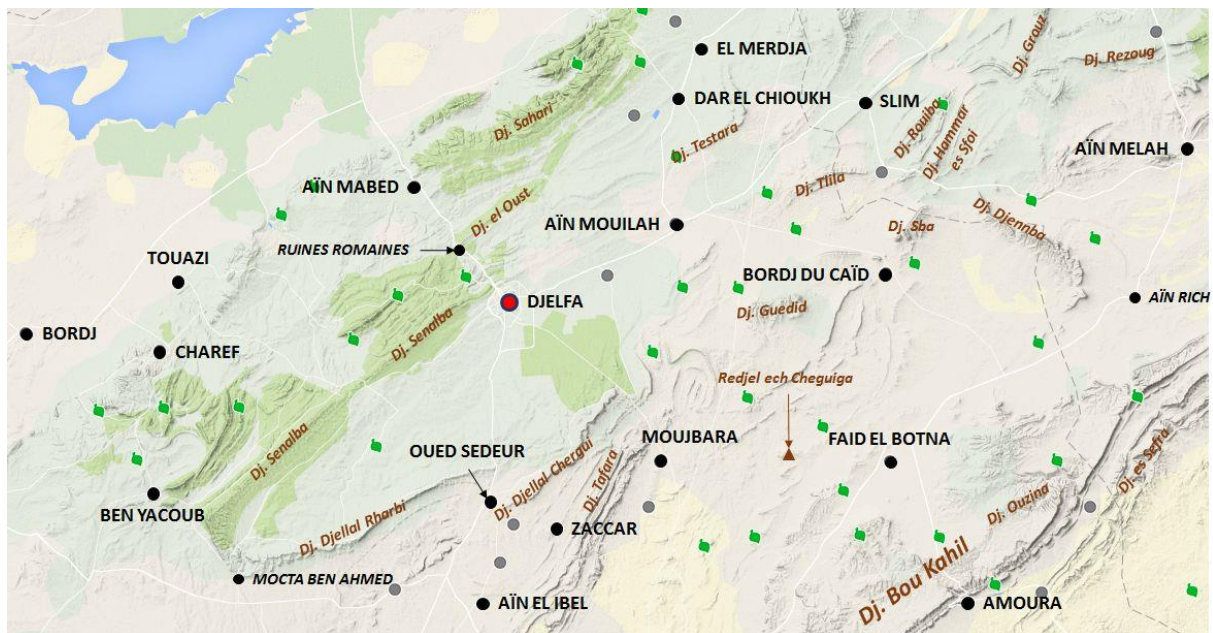 EL MERDJA
Dj. Grouz
Dj. Rezoug
DAR EL CHIOUKH
SLIM
Dj. Sahari
Dj. Testara
Dj. Rouiba
Dj. Hammar
es Sfoi
AÏN MELAH
AÏN MABED
Dj. Tlila
Dj. el Oust
AÏN MOUILAH
Dj. Sba
Dj. Djennba
RUINES ROMAINES
TOUAZI
BORDJ DU CAÏD
DJELFA
AÏN RICH
Dj. Guedid
BORDJ
Dj. Senalba
CHAREF
Redjel ech Cheguiga
MOUJBARA
FAID EL BOTNA
OUED SEDEUR
Dj. Senalba
Dj. Djellal Chergui
Dj. Tafara
Dj. es Sefra
BEN YACOUB
Dj. Ouzina
Dj. Djellal Rharbi
ZACCAR
MOCTA BEN AHMED
Dj. Bou Kahil
AÏN EL IBEL
AMOURA